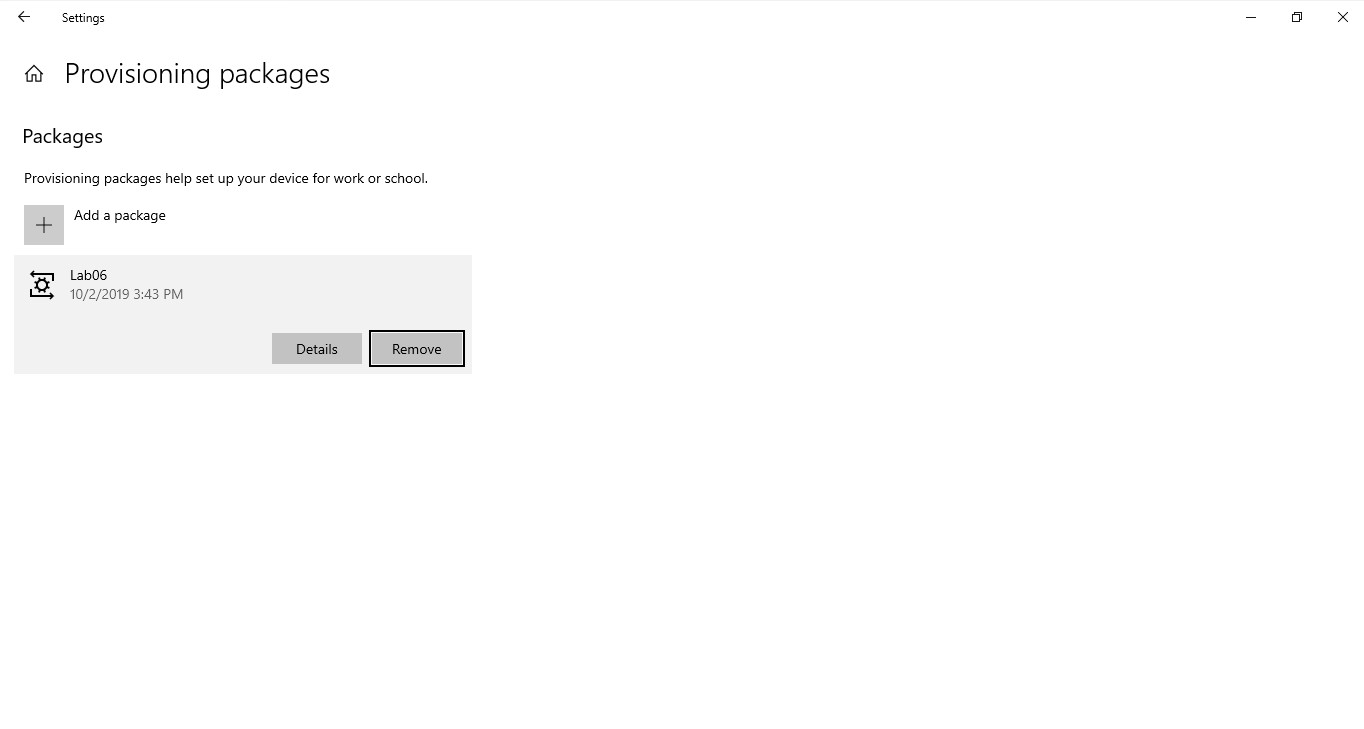 Settings
Provisioning packages
Packages
Provisioning packages help set up your device for work or school.
Add a package
Lab06
10/2/2019 3:43 PM
Details Remove